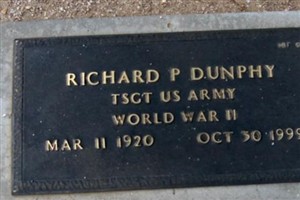 RICHARD P DUNPHY
TSGT US ARMY
WORLD WAR II
MAR 11 1920 OCT 30 1999